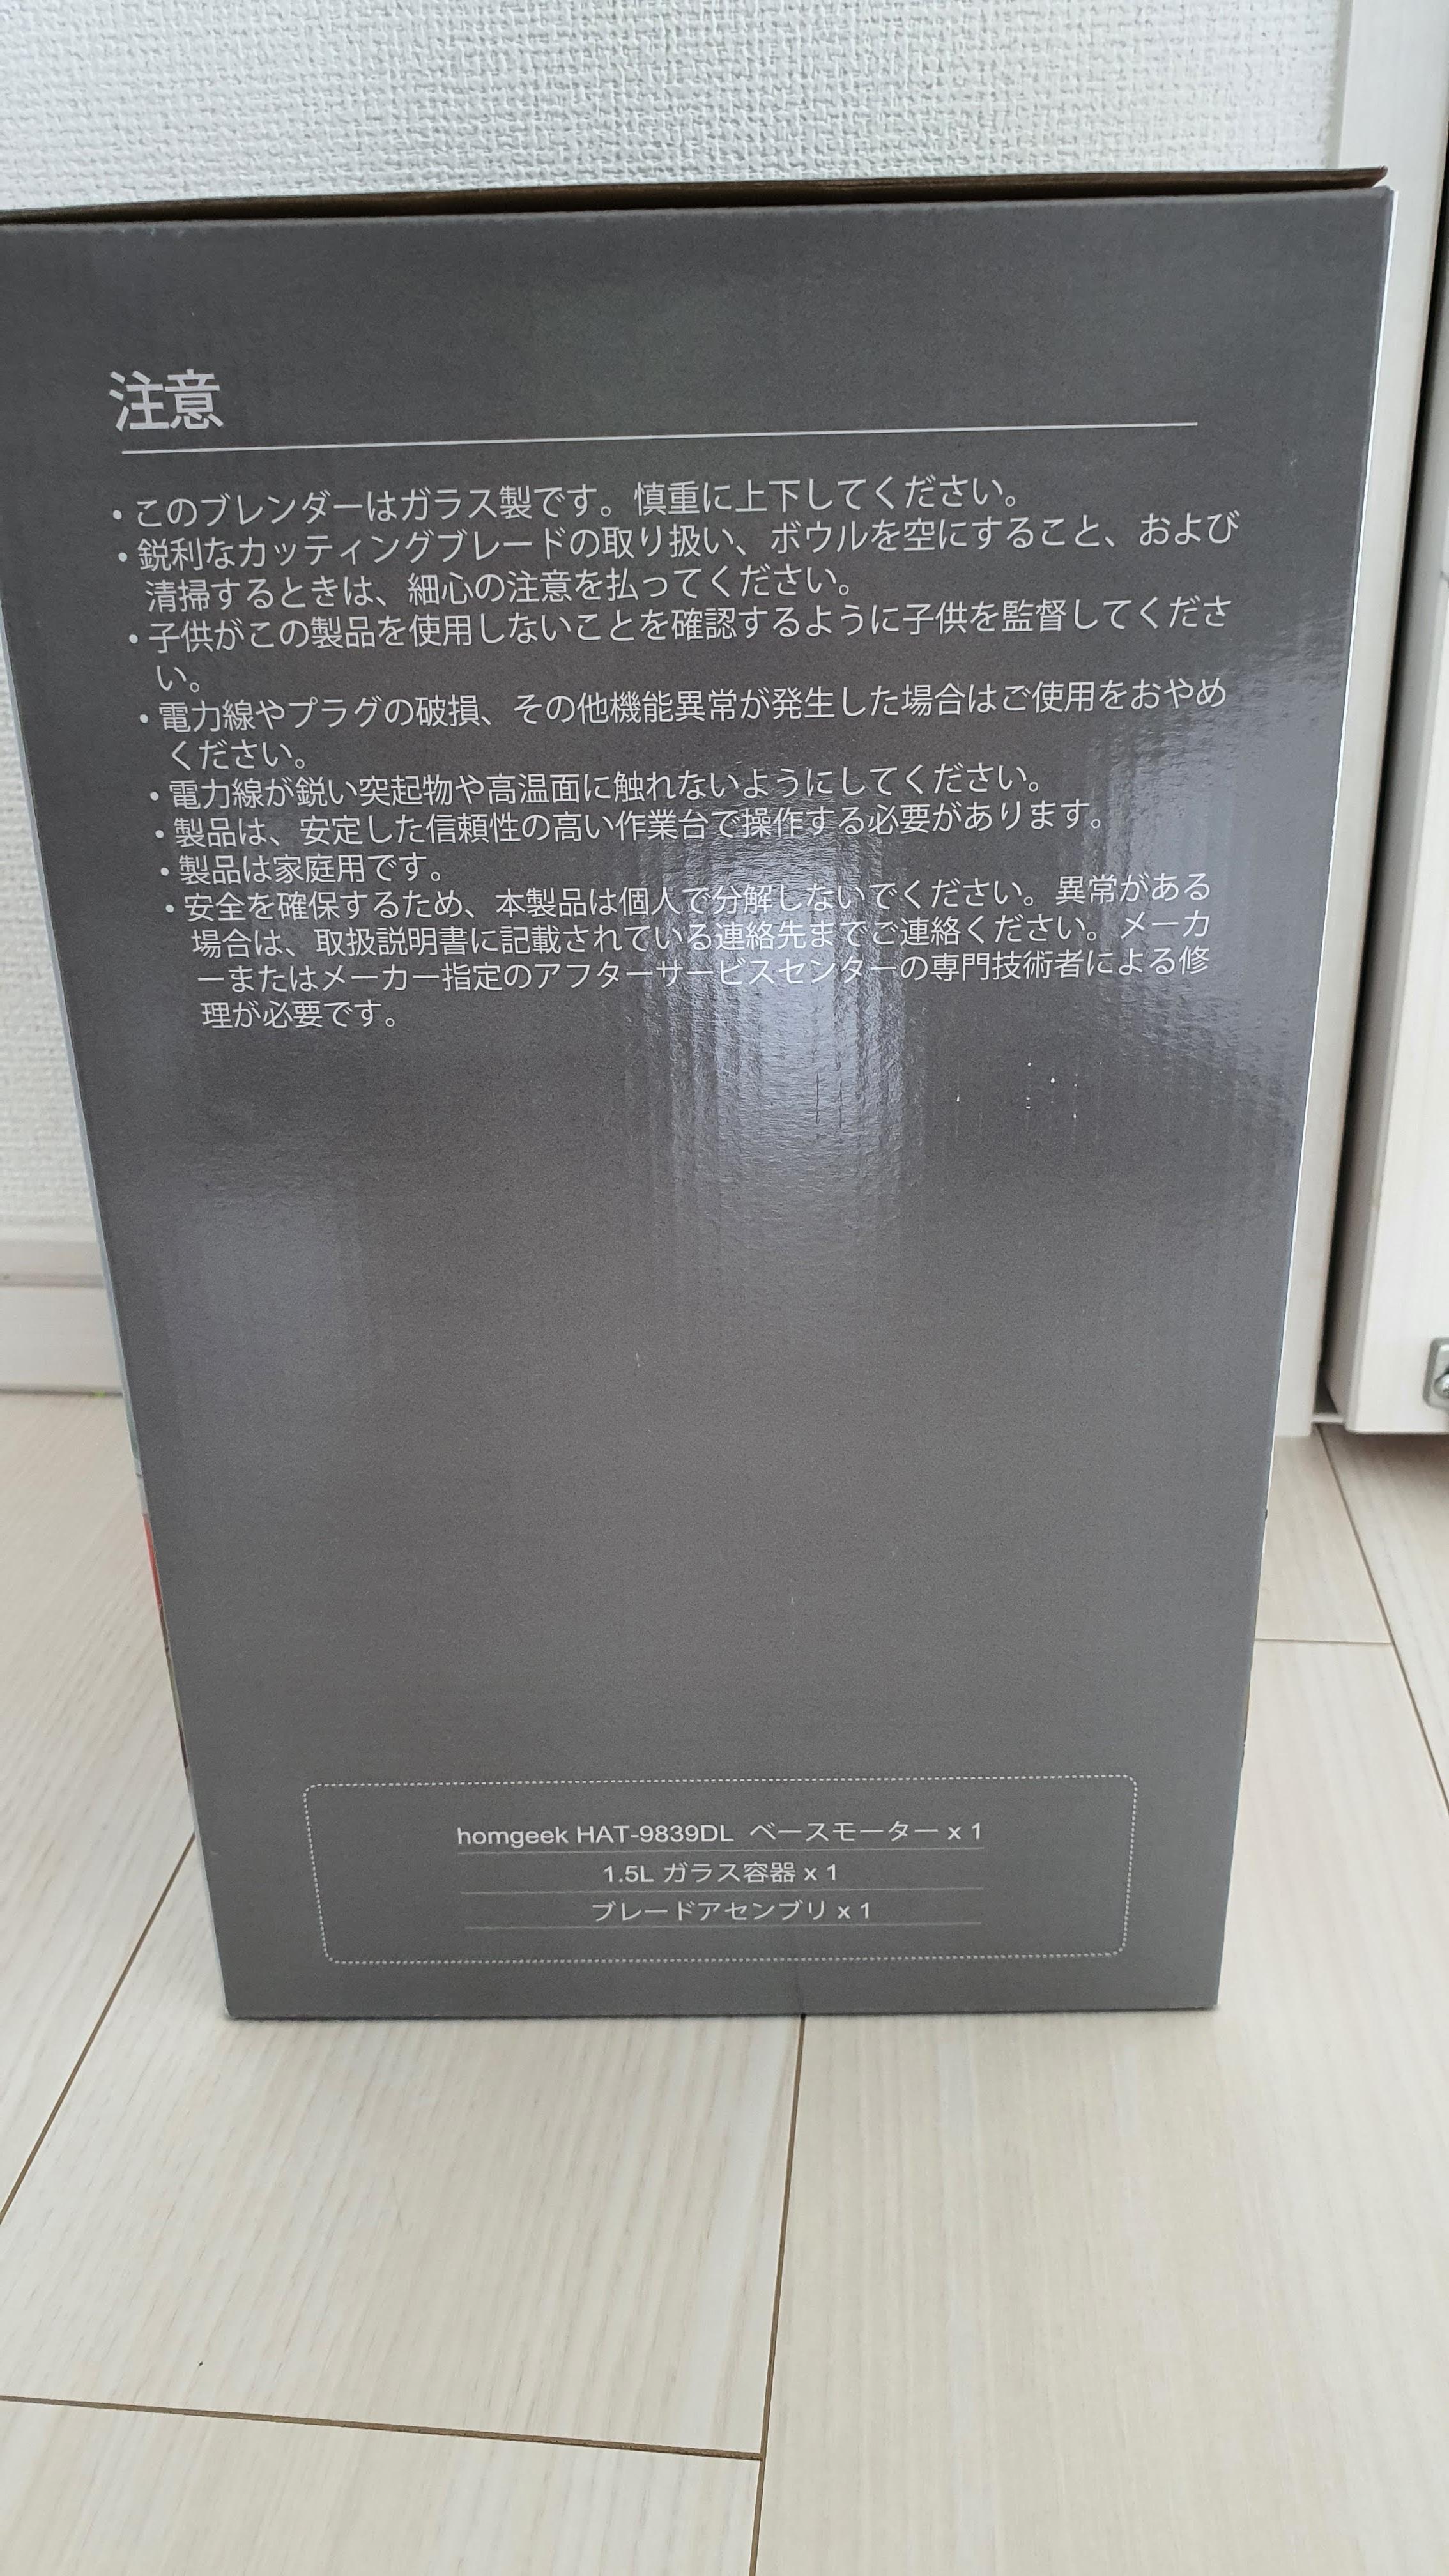 注意
・このブレンダーはガラス製です。慎重に上下してください。
・鋭利なカッティングブレードの取り扱い、ボウルを空にすること、および
清掃するときは、細心の注意を払ってください。
・子供がこの製品を使用しないことを確認するように子供を監督してくださ
い。
・電力線やプラグの破損、その他機能異常が発生した場合はご使用をおやめ
ください。
・電力線が鋭い突起物や高温面に触れないようにしてください。
・製品は、安定した信頼性の高い作業台で操作する必要があります。
・製品は家庭用です。
・安全を確保するため、本製品は個人で分解しないでください。異常がある
場合は、取扱説明書に記載されている連絡先までご連絡ください。メーカ
ーまたはメーカー指定のアフターサービスセンターの専門技術者による修
理が必要です。
homgeek HAT-9839DL ベースモーター x 1
1.5L ガラス容器 x 1
ブレードアセンブリ x 1